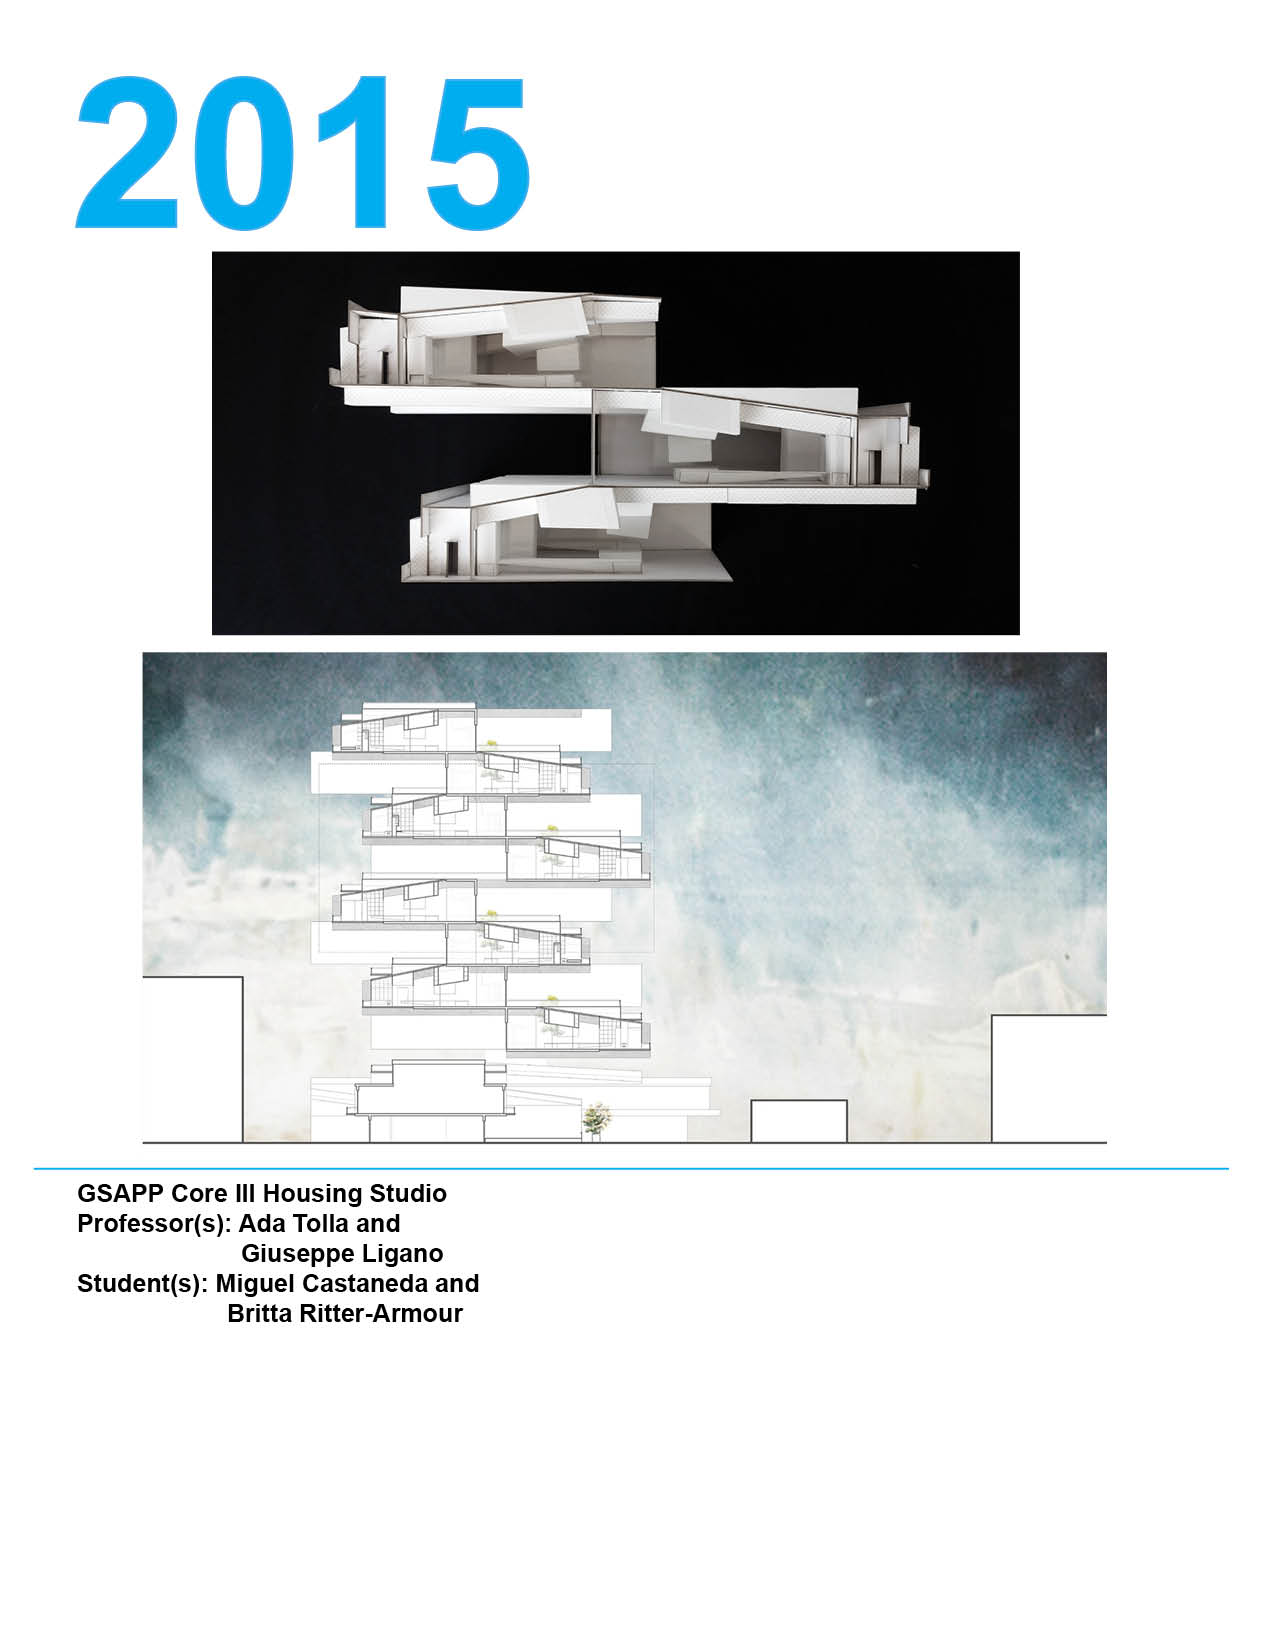 2015
GSAPP Core III Housing Studio
Professor(s): Ada Tolla and
Giuseppe Ligano
Student(s): Miguel Castaneda and
Britta Ritter-Armour